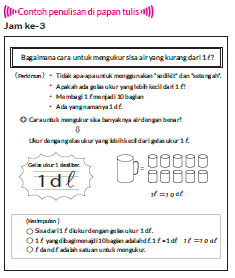 Contoh penulisan di papan tulis
Jam ke-3
Bagaimana cara untuk mengukur sisa air yang kurang dari 1 ℓ?
(Perkiraan) • Tidak apa-apa untuk menggunakan "sedikit" dan "setengah".
• Apakah ada gelas ukur yang lebih kecil dari 1 ℓ?
• Membagi 1 ℓ menjadi 10 bagian
• Ada yang namanya 1 dℓ.
◎ Cara untuk mengukur sisa banyaknya air dengan benar?
⇩
Ukur dengan gelas ukur yang lebih kecil dari gelas ukur 1 ℓ.
Gelas ukur 1 desiliter.
1 d ℓ
1ℓ = 10 dℓ
(Kesimpulan)
○ Sisa dari 1 ℓ diukur dengan gelas ukur 1 dℓ.
○ 1 ℓ yang dibagi menjadi 10 bagian adalah dℓ. 1 ℓ = 1 dℓ 1ℓ = 10 dℓ
○ ℓ dan dℓ adalah satuan untuk mengukur.